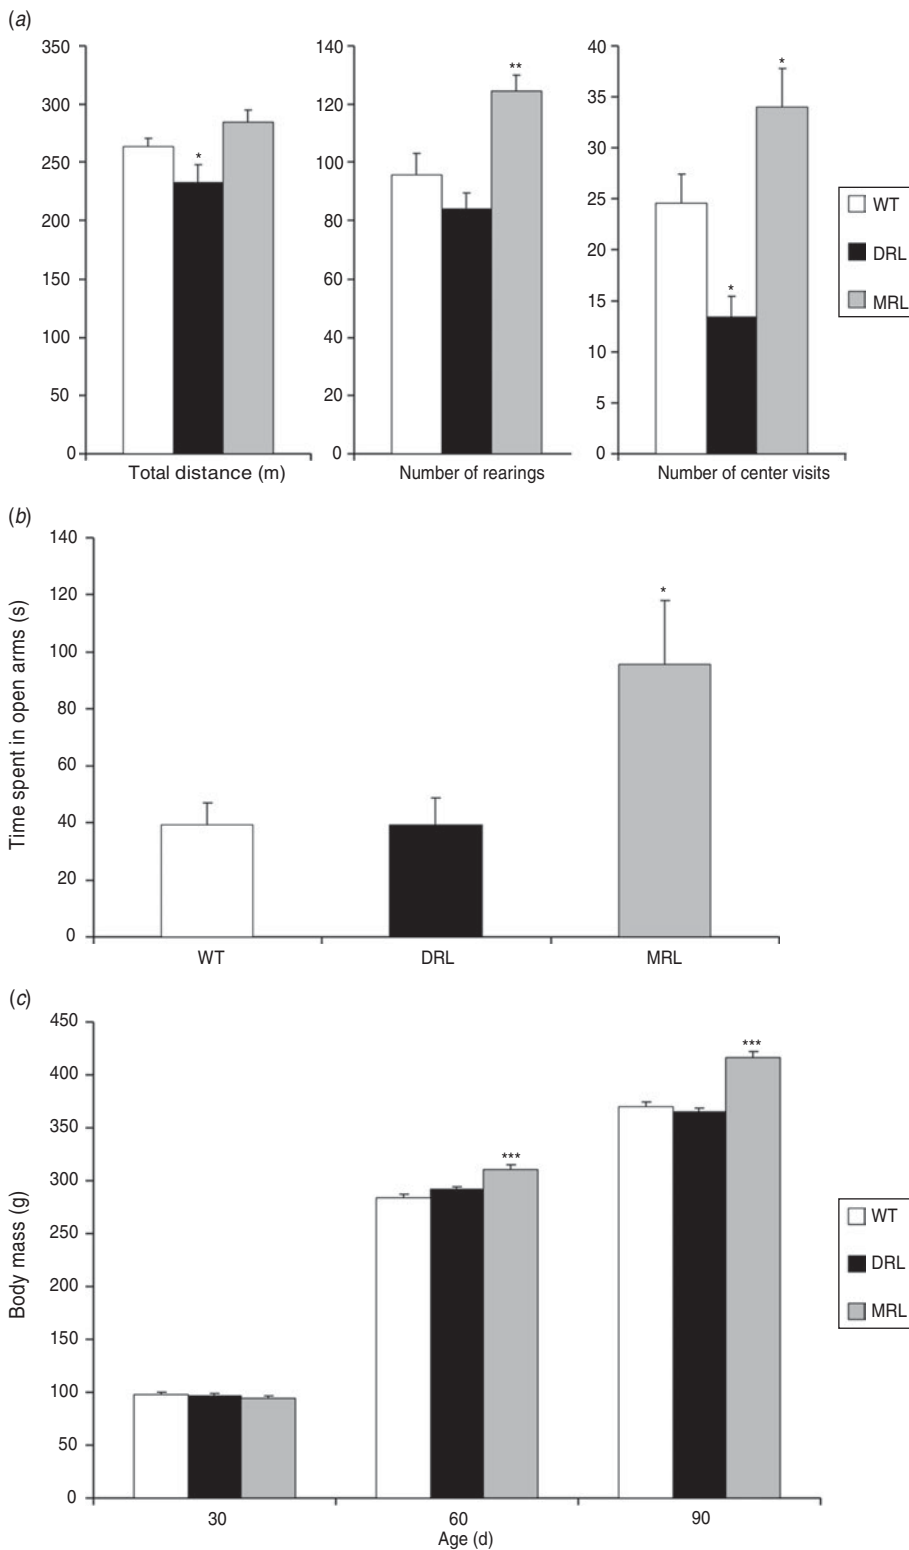 (a)
350
300
250
200
150
100
50
0
*
Total distance (m)
140
120
100
80
60
40
20
0
**
Number of rearings
40
35
30
25
20
15
10
5
0
*
*
Number of center visits
WT
DRL
MRL
(b)
Time spent in open arms (s)
140
120
100
80
60
40
20
0
*
WT DRL MRL
(c)
Body mass (g)
450
400
350
300
250
200
150
100
50
0
***
***
30 60 90
Age (d)
WT
DRL
MRL